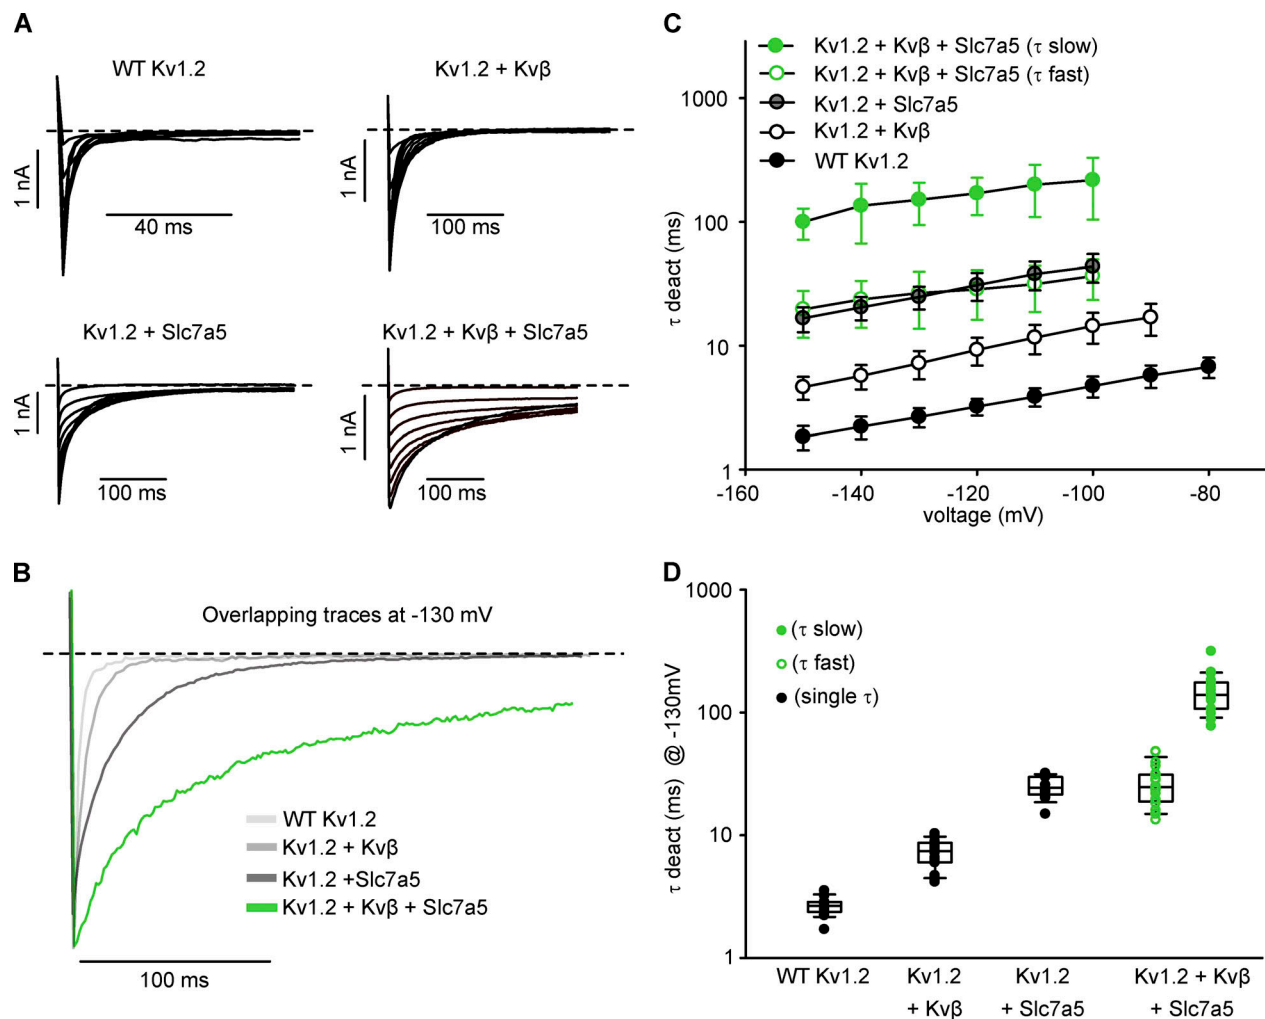 A
WT Kv1.2
1 nA
40 ms
Kv1.2 + Kvβ
1 nA
100 ms
Kv1.2 + Slc7a5
1 nA
100 ms
Kv1.2 + Kvβ + Slc7a5
1 nA
100 ms
B
Overlapping traces at -130 mV
WT Kv1.2
Kv1.2 + Kvβ
Kv1.2 +Slc7a5
Kv1.2 + Kvβ + Slc7a5
100 ms
C
Kv1.2 + Kvβ + Slc7a5 (τ slow)
Kv1.2 + Kvβ + Slc7a5 (τ fast)
Kv1.2 + Slc7a5
Kv1.2 + Kvβ
WT Kv1.2
τ deact (ms)
1000
100
10
1
-160
-140
-120
-100
-80
voltage (mV)
D
(τ slow)
(τ fast)
(single τ)
τ deact (ms) @ -130mV
1000
100
10
1
WT Kv1.2
Kv1.2
+ Kvβ
Kv1.2
+ Slc7a5
Kv1.2 + Kvβ
+ Slc7a5